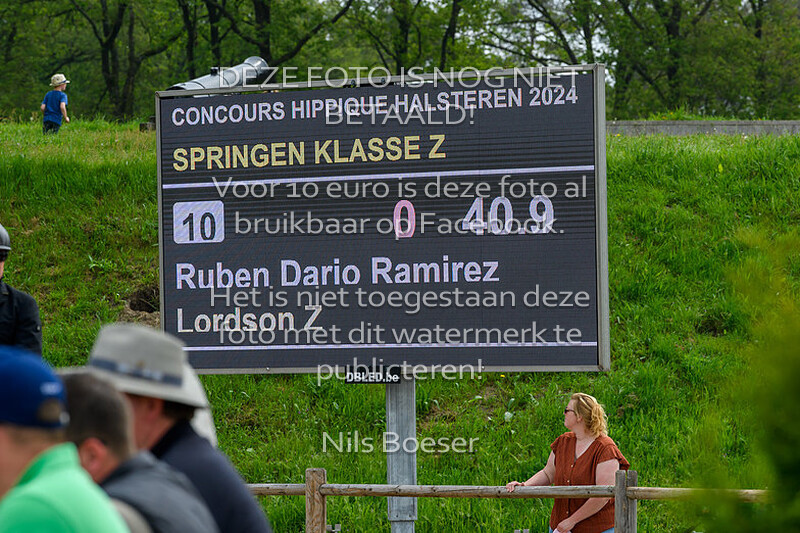 DEZE FOTO IS NOG NIET
BETAALD!
CONCOURS HIPPIQUE HALSTEREN 2024
SPRINGEN KLASSE Z
Voor 10 euro is deze foto al
bruikbaar op Facebook.
10 0 40.9
Ruben Dario Ramirez
Het is niet toegestaan deze
Lordson Z
foto met dit watermerk te
publiceren!
DBLED.be
Nils Boeser